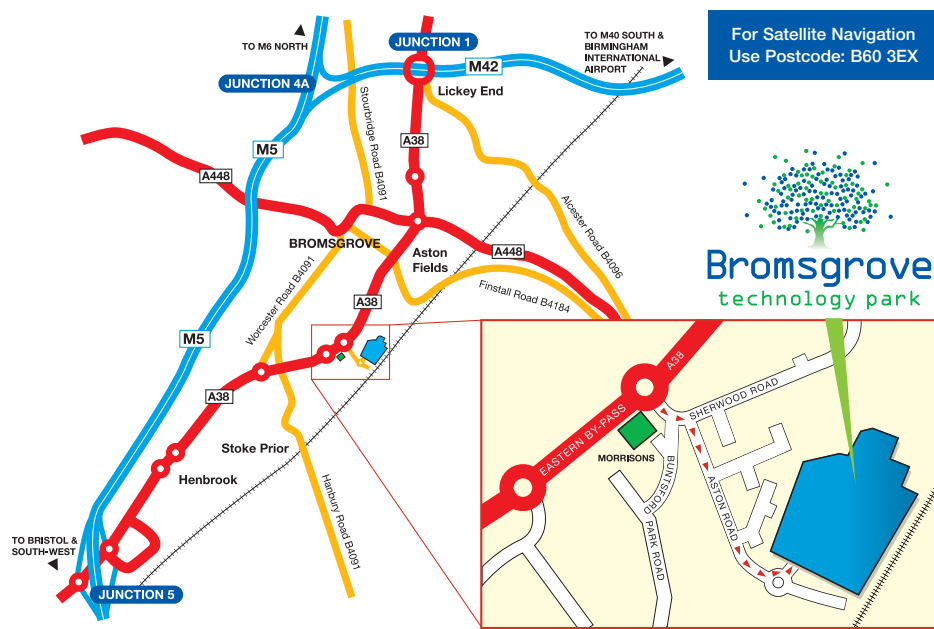 TO M6 NORTH
JUNCTION 1
TO M40 SOUTH &
BIRMINGHAM
INTERNATIONAL
AIRPORT
For Satellite Navigation
Use Postcode: B60 3EX
JUNCTION 4A
M42
Lickey End
Stourbridge Road B4091
A38
M5
A448
Alcester Road B4096
BROMSGROVE
Aston
Fields
A448
Worcester Road B4091
Finstall Road B4184
A38
Bromsgrove
technology park
M5
A38
Stoke Prior
Henbrook
Hanbury Road B4091
TO BRISTOL &
SOUTH-WEST
JUNCTION 5
A38
SHERWOOD ROAD
EASTERN BY-PASS
MORRISONS
BUNTSFORD
PARK ROAD
ASTON ROAD